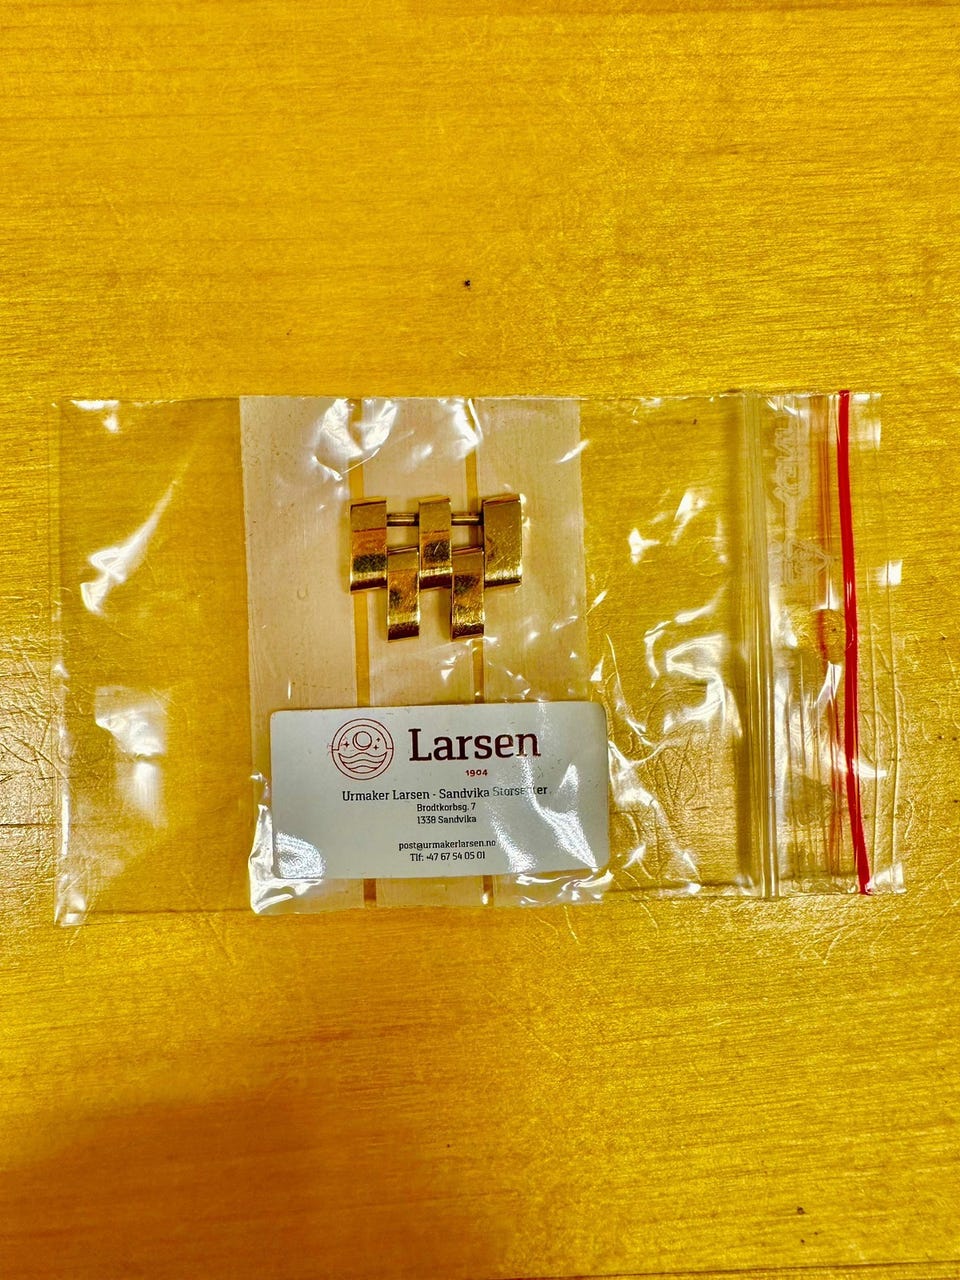 Larsen
1904
Urmaker Larsen - Sandvika Storsenter
Brodtkorbsg. 7
1338 Sandvika
post@urmakerlarsen.no
Tlf: +47 67 54 05 01